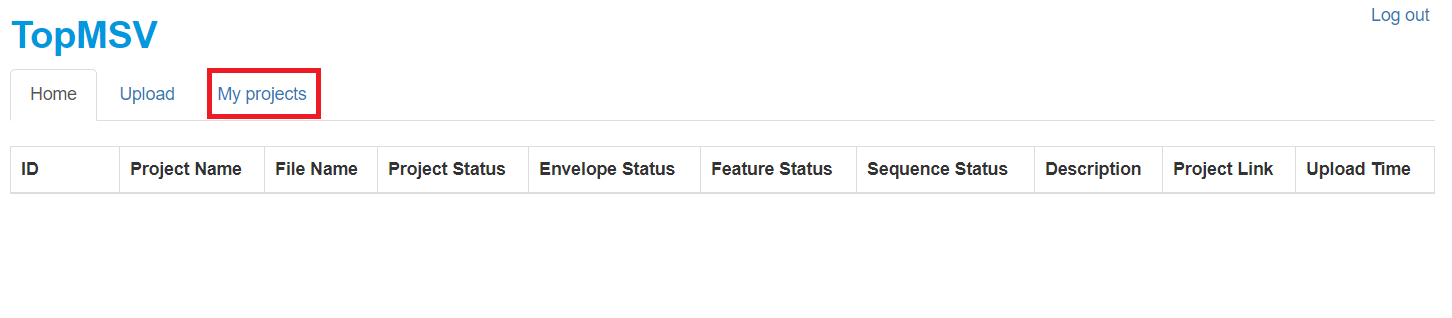 Log out
TopMSV
Home Upload My projects
ID Project Name File Name Project Status Envelope Status Feature Status Sequence Status Description Project Link Upload Time